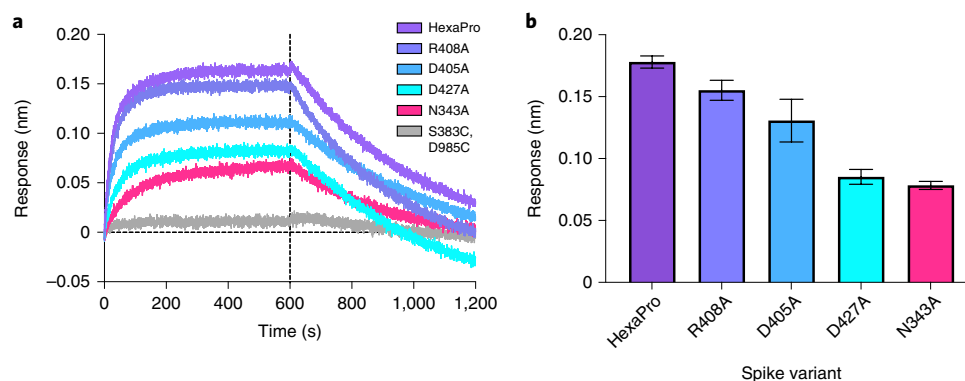 a
0.20
0.15
0.10
0.05
0
–0.05
Response (nm)
0
200
400
600
800
1,000
1,200
Time (s)
HexaPro
R408A
D405A
D427A
N343A
S383C,
D985C
b
0.20
0.15
0.10
0.05
0
Response (nm)
HexaPro
R408A
D405A
D427A
N343A
Spike variant